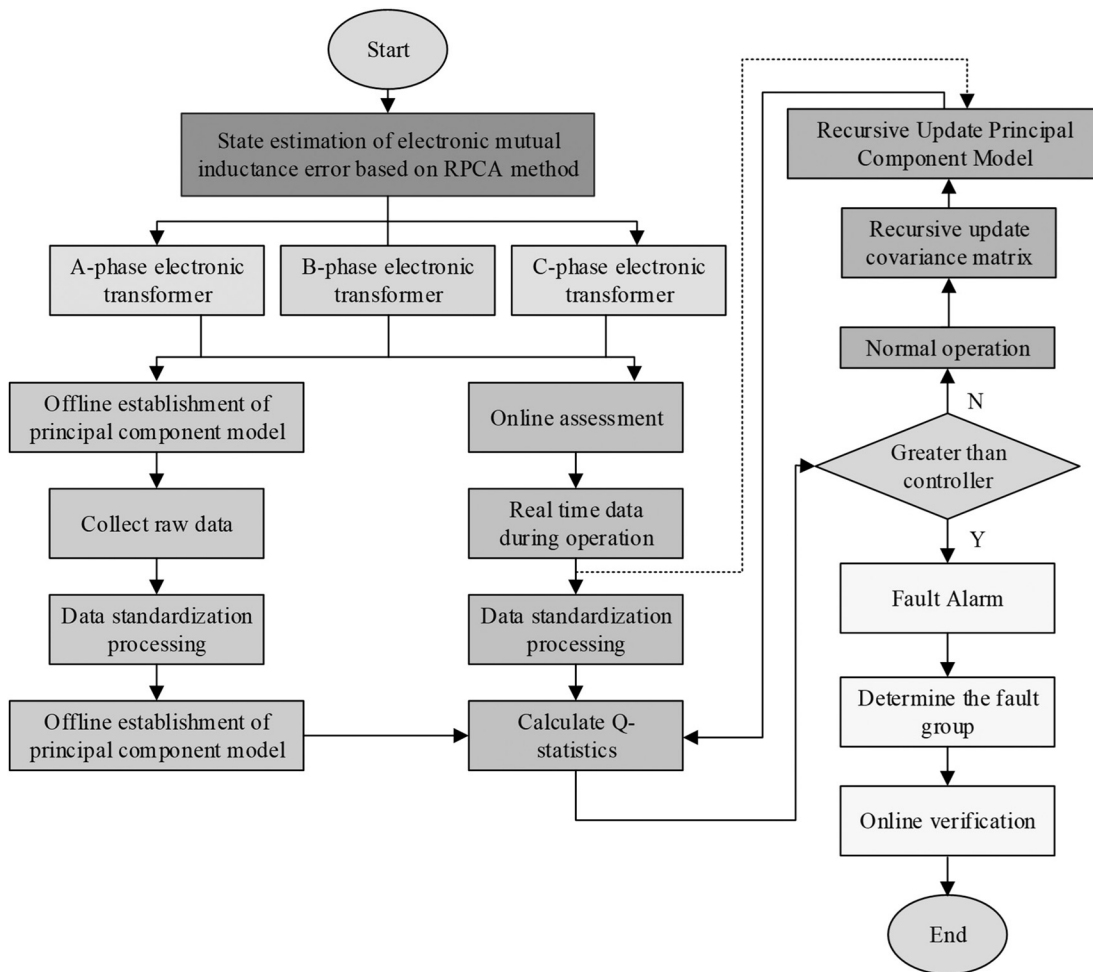 Start
State estimation of electronic mutual
inductance error based on RPCA method
A-phase electronic
transformer
B-phase electronic
transformer
C-phase electronic
transformer
Offline establishment of
principal component model
Collect raw data
Data standardization
processing
Offline establishment of
principal component model
Online assessment
Real time data
during operation
Data standardization
processing
Calculate Q-
statistics
Recursive Update Principal
Component Model
Recursive update
covariance matrix
Normal operation
N
Greater than
controller
Y
Fault Alarm
Determine the fault
group
Online verification
End